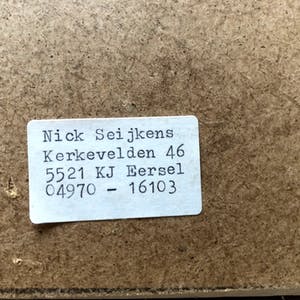 Nick Seijkens
Kerkevelden 46
5521 KJ Eersel
04970 - 16103